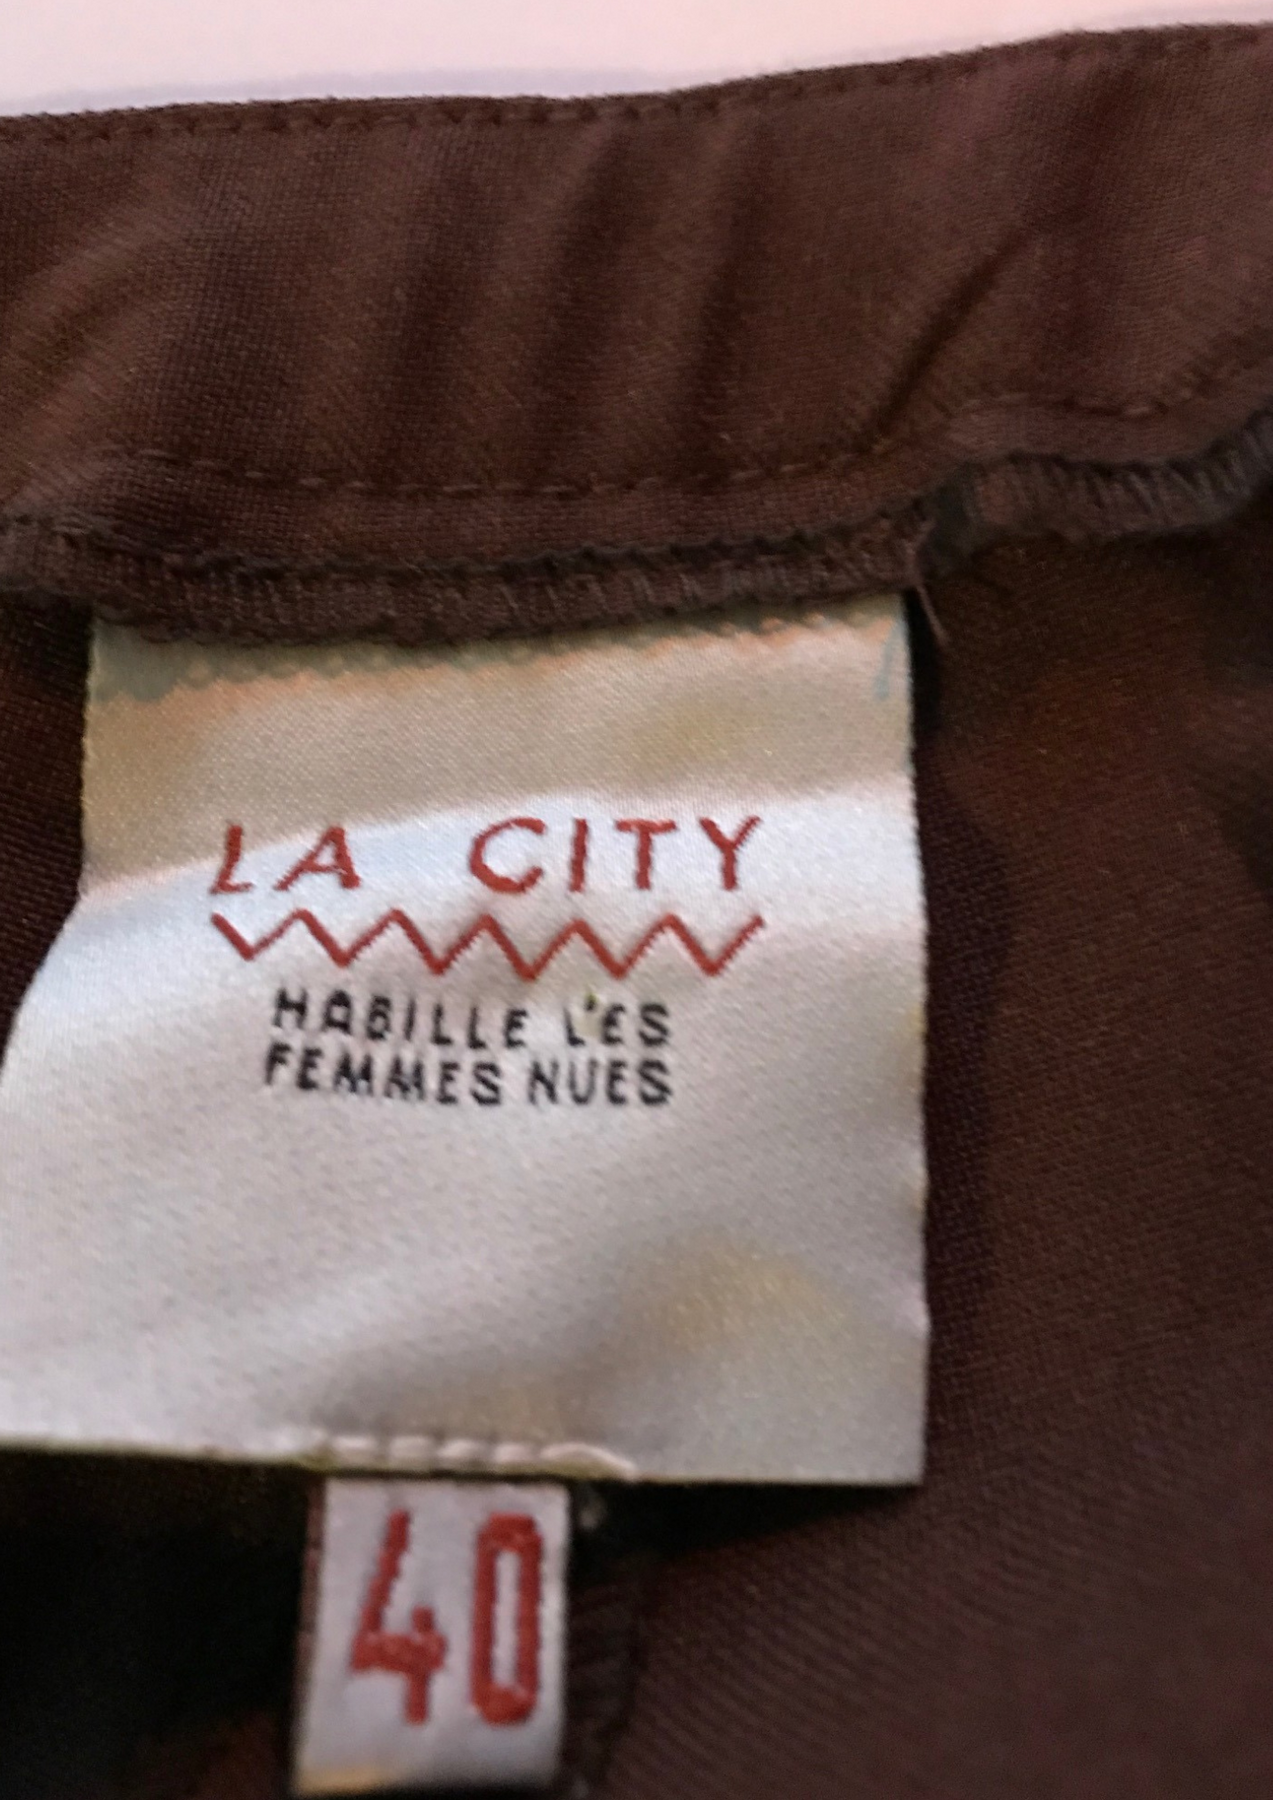 LA CITY
HABILLE L'ES
FEMMES NUES
40